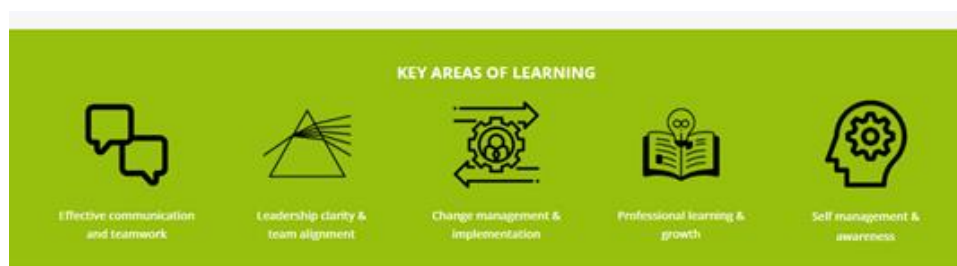 KEY AREAS OF LEARNING
Effective communication
and teamwork
Leadership clarity &
team alignment
Change management &
implementation
Professional learning &
growth
Self management &
awareness